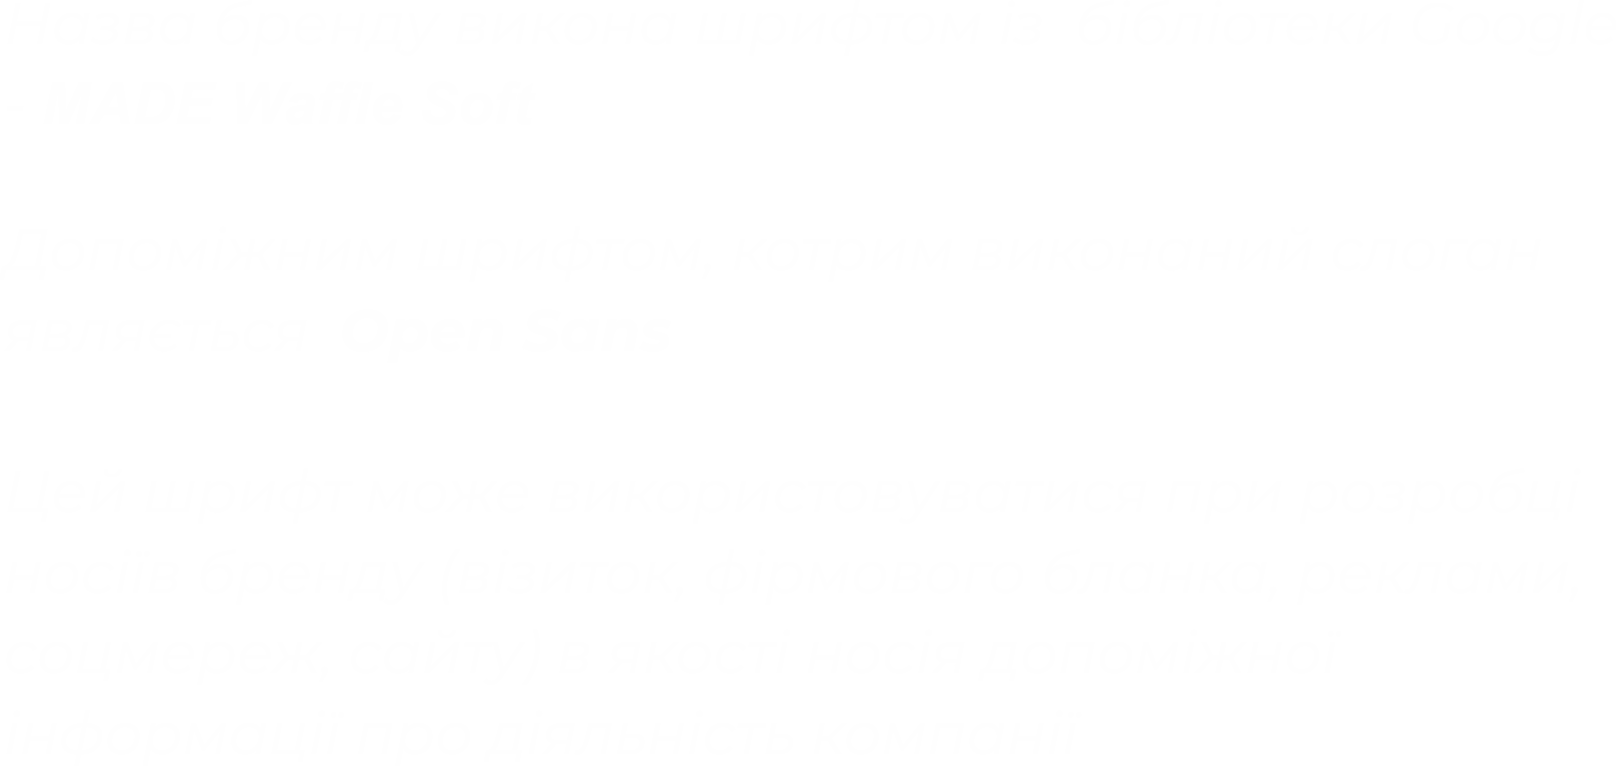 Назва бренду викона шрифтом із бібліотеки Google
- MADE Waffle Soft
Допоміжним шрифтом, котрим виконаний слоган
являється Open Sans
Цей шрифт може використовуватися при розробці
носіїв бренду (візиток, фірмового бланка, реклами,
соцмереж, сайту) в якості носія допоміжної
інформації про діяльність компанії